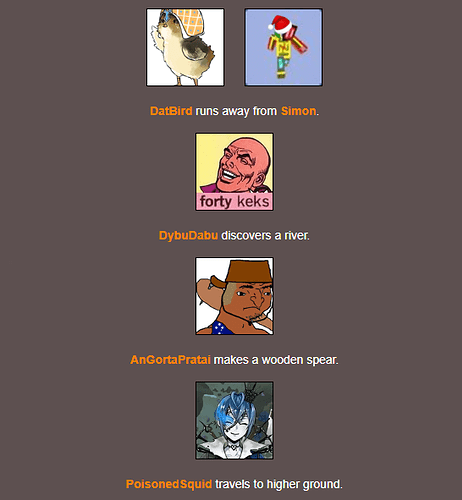 DatBird runs away from Simon.
forty keks
DybuDabu discovers a river.
AnGortaPratai makes a wooden spear.
PoisonedSquid travels to higher ground.